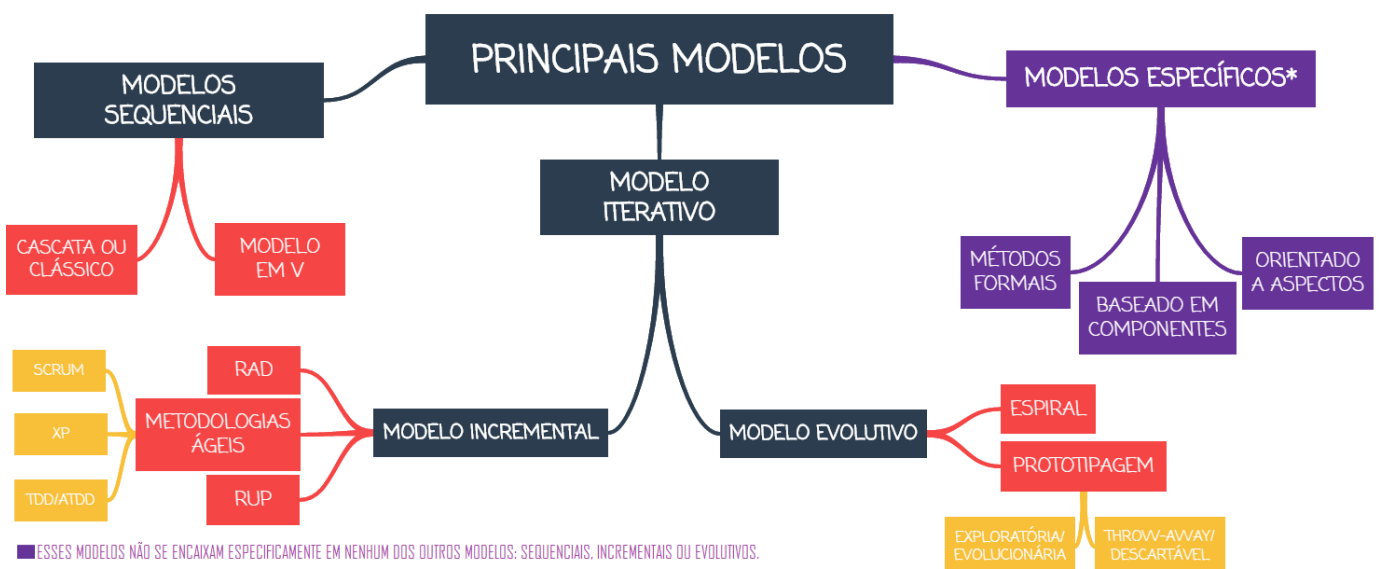 PRINCIPAIS MODELOS
MODELOS
SEQUENCIAIS
MODELOS ESPECÍFICOS*
MODELO
ITERATIVO
CASCATA OU
CLÁSSICO
MODELO
EM V
MÉTODOS
FORMAIS
BASEADO EM
COMPONENTES
ORIENTADO
A ASPECTOS
SCRUM
XP
TDD/ATDD
RAD
METODOLOGIAS
ÁGEIS
RUP
MODELO INCREMENTAL
MODELO EVOLUTIVO
ESPIRAL
PROTOTIPAGEM
EXPLORATÓRIA/
EVOLUCIONÁRIA
THROW-AWAY/
DESCARTÁVEL
ESSES MODELOS NÃO SE ENCAIXAM ESPECIFICAMENTE EM NENHUM DOS OUTROS MODELOS: SEQUENCIAIS, INCREMENTAIS OU EVOLUTIVOS.